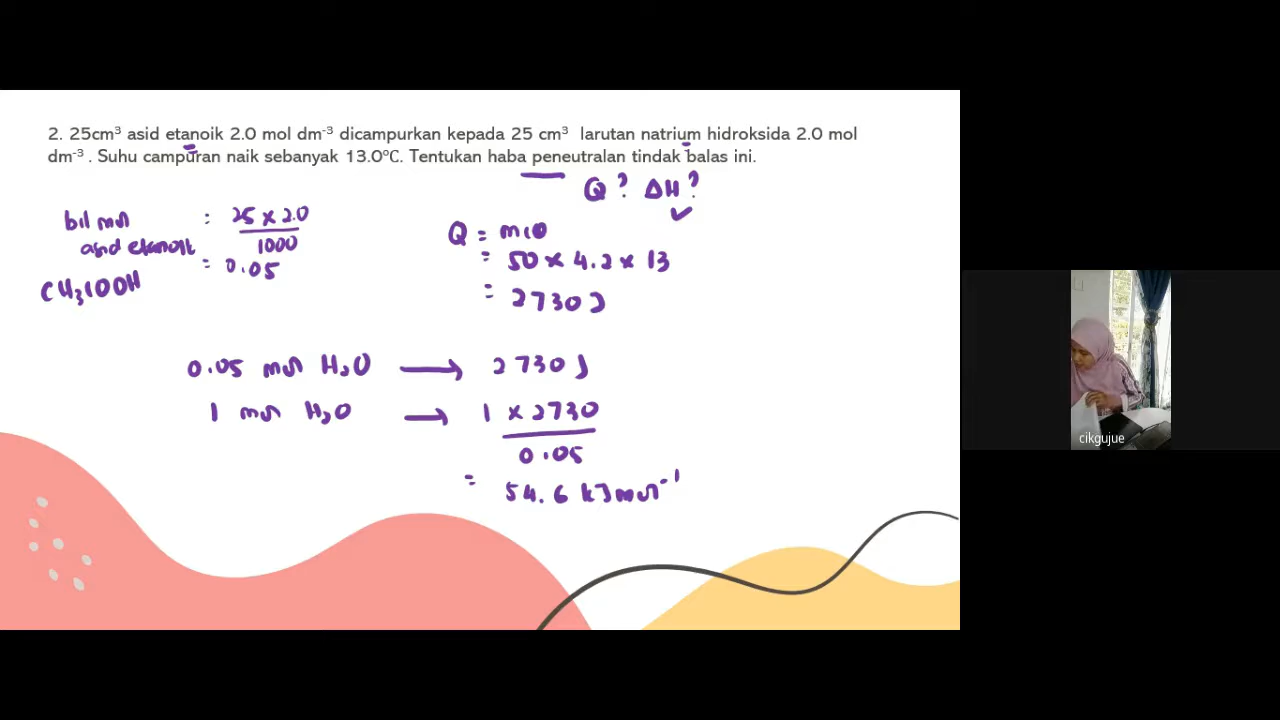 2. 25cm³ asid etanoik 2.0 mol dm⁻³ dicampurkan kepada 25 cm³ larutan natrium hidroksida 2.0 mol
dm⁻³ . Suhu campuran naik sebanyak 13.0°C. Tentukan haba peneutralan tindak balas ini.
Q? ΔH? ✓
bil mol
asid etanoik
: 25 x 2.0
1000
= 0.05
CH₃COOH
Q = mcθ
= 50 x 4.2 x 13
= 2730 J
0.05 mol H₂O → 2730 J
1 mol H₂O → 1 x 2730
0.05
= 54.6 kJ mol⁻¹
cikgujue